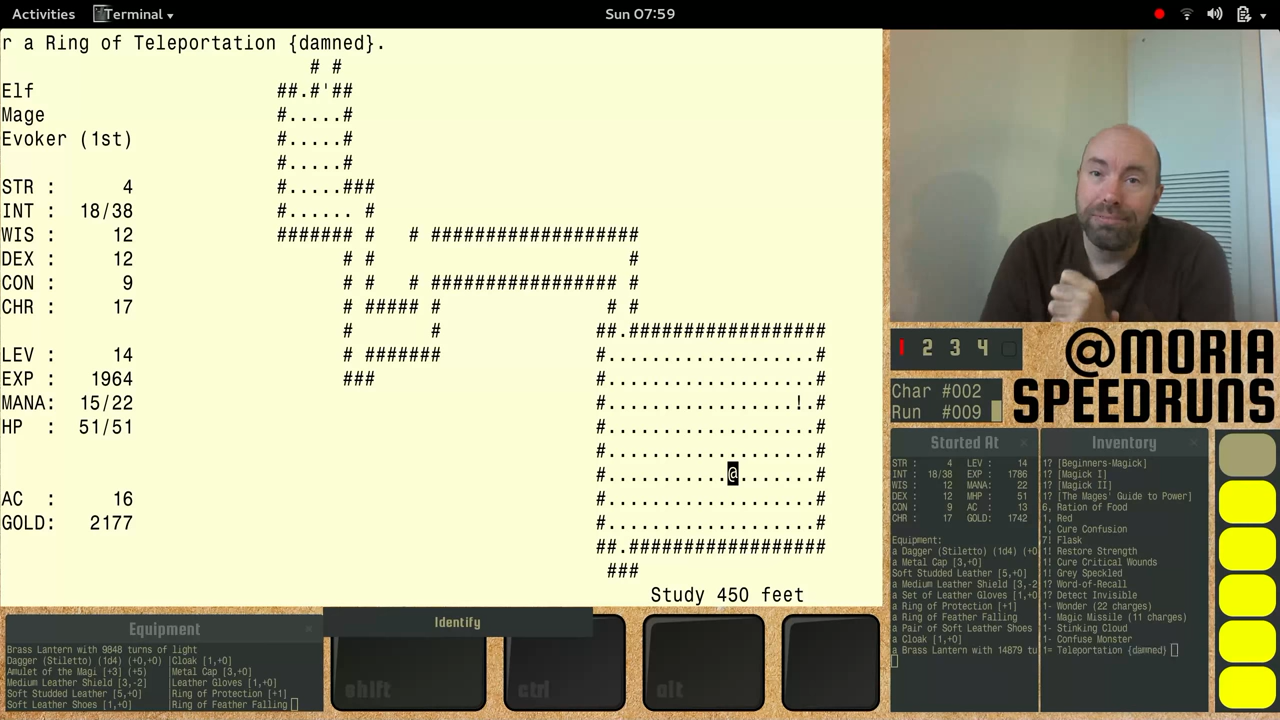 Activities Terminal Sun 07:59
r a Ring of Teleportation {damned}.
# #
Elf ##.#'##
Mage #.....#
Evoker (1st) #.....#
#.....#
STR : 4 #.....###
INT : 18/38 #...... #
WIS : 12 ####### # # ###################
DEX : 12 # # #
CON : 9 # # # ################# #
CHR : 17 # ##### # # #
# # ##.##################
LEV : 14 # ####### #...................#
EXP : 1964 ### #...................#
MANA: 15/22 #.................!.#
HP : 51/51 #...................#
#...................#
#...........@.......#
AC : 16 #...................#
GOLD: 2177 #...................#
##.##################
###
Study 450 feet
1 2 3 4
@MORIA
SPEEDRUNS
Char #002
Run #009
Started At
STR : 4 LEV : 14
INT : 18/38 EXP : 1786
WIS : 12 MANA: 22
DEX : 12 MHP : 51
CON : 9 AC : 13
CHR : 17 GOLD: 1742
Equipment:
a Dagger (Stiletto) (1d4) (+0
a Metal Cap [3,+0]
Soft Studded Leather [5,+0]
a Medium Leather Shield [3,-2
a Set of Leather Gloves [1,+0
a Ring of Protection [+1]
a Ring of Feather Falling
a Pair of Soft Leather Shoes
a Cloak [1,+0]
a Brass Lantern with 14879 tu
Inventory
1? [Beginners-Magick]
1? [Magick I]
1? [Magick II]
1? [The Mages' Guide to Power]
6, Ration of Food
1, Red
1, Cure Confusion
7! Flask
1! Restore Strength
1! Cure Critical Wounds
1! Grey Speckled
1? Word-of-Recall
1? Detect Invisible
1- Wonder (22 charges)
1- Magic Missile (11 charges)
1- Stinking Cloud
1- Confuse Monster
1= Teleportation {damned}
Equipment
Brass Lantern with 9848 turns of light
Dagger (Stiletto) (1d4) (+0,+0) |Cloak [1,+0]
Amulet of the Magi [+3] (+5) |Metal Cap [3,+0]
Medium Leather Shield [3,-2] |Leather Gloves [1,+0]
Soft Studded Leather [5,+0] |Ring of Protection [+1]
Soft Leather Shoes [1,+0] |Ring of Feather Falling
Identify
shift ctrl alt